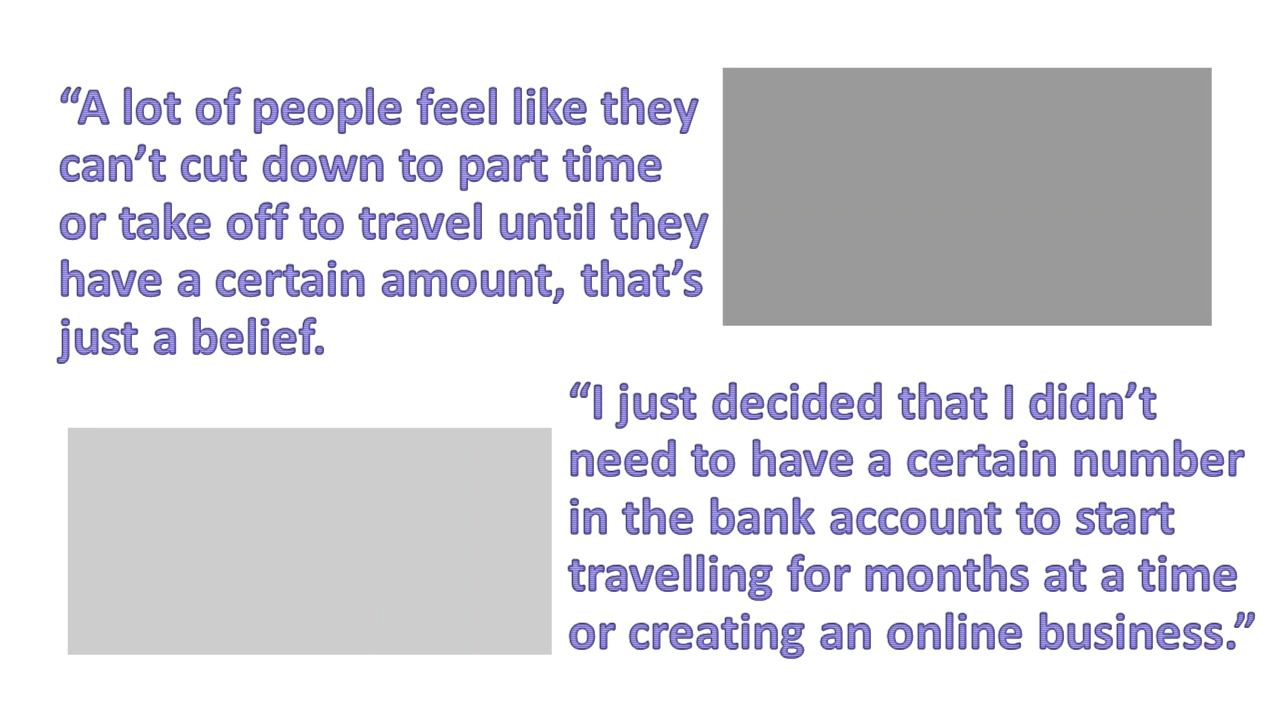 “A lot of people feel like they
can’t cut down to part time
or take off to travel until they
have a certain amount, that’s
just a belief.
“I just decided that I didn’t
need to have a certain number
in the bank account to start
travelling for months at a time
or creating an online business.”